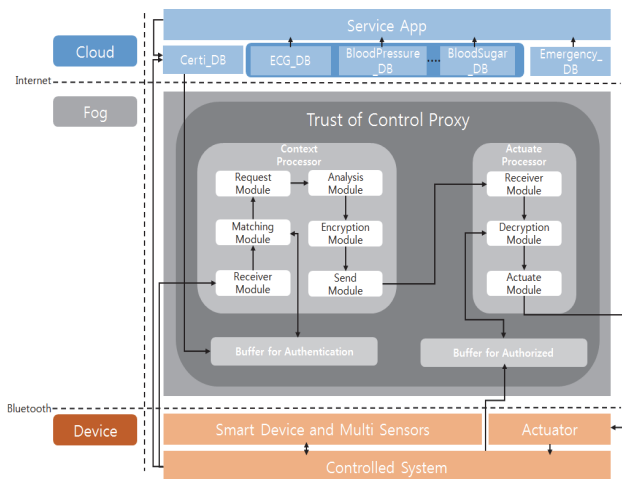 Service App
Cloud
Certi_DB
ECG_DB
BloodPressure
_DB
BloodSugar
_DB
Emergency_
DB
Internet
Fog
Trust of Control Proxy
Context
Processor
Actuate
Processor
Request
Module
Analysis
Module
Receiver
Module
Matching
Module
Encryption
Module
Decryption
Module
Receiver
Module
Send
Module
Actuate
Module
Buffer for Authentication
Buffer for Authorized
Bluetooth
Device
Smart Device and Multi Sensors
Actuator
Controlled System